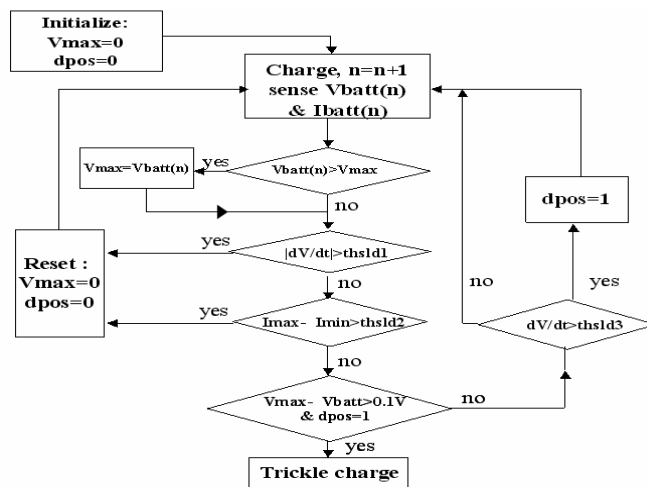 Initialize:
Vmax=0
dpos=0
Charge, n=n+1
sense Vbatt(n)
& Ibatt(n)
Vmax=Vbatt(n)
yes
Vbatt(n)>Vmax
no
dpos=1
yes
|dV/dt|>thsld1
Reset :
Vmax=0
dpos=0
no
no
yes
yes
Imax- Imin>thsld2
dV/dt>thsld3
no
Vmax- Vbatt>0.1V
& dpos=1
no
yes
Trickle charge